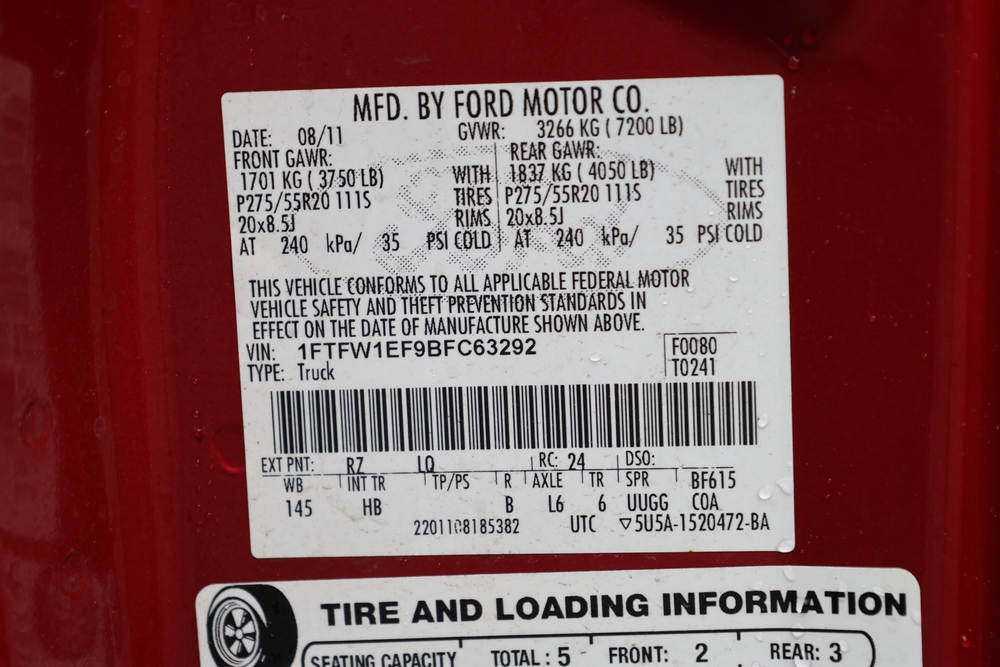 MFD. BY FORD MOTOR CO.
DATE: 08/11 GVWR: 3266 KG ( 7200 LB)
FRONT GAWR: REAR GAWR:
1701 KG ( 3750 LB) WITH 1837 KG ( 4050 LB) WITH
P275/55R20 111S TIRES P275/55R20 111S TIRES
20x8.5J RIMS 20x8.5J RIMS
AT 240 kPa/ 35 PSI COLD AT 240 kPa/ 35 PSI COLD
THIS VEHICLE CONFORMS TO ALL APPLICABLE FEDERAL MOTOR
VEHICLE SAFETY AND THEFT PREVENTION STANDARDS IN
EFFECT ON THE DATE OF MANUFACTURE SHOWN ABOVE.
VIN: 1FTFW1EF9BFC63292 F0080
TYPE: Truck T0241
EXT PNT: RZ LQ RC: 24 DSO:
WB INT TR TP/PS R AXLE TR SPR BF615
145 HB B L6 6 UUGG COA
2201108185382 UTC ▽5U5A-1520472-BA
TIRE AND LOADING INFORMATION
SEATING CAPACITY TOTAL: 5 FRONT: 2 REAR: 3